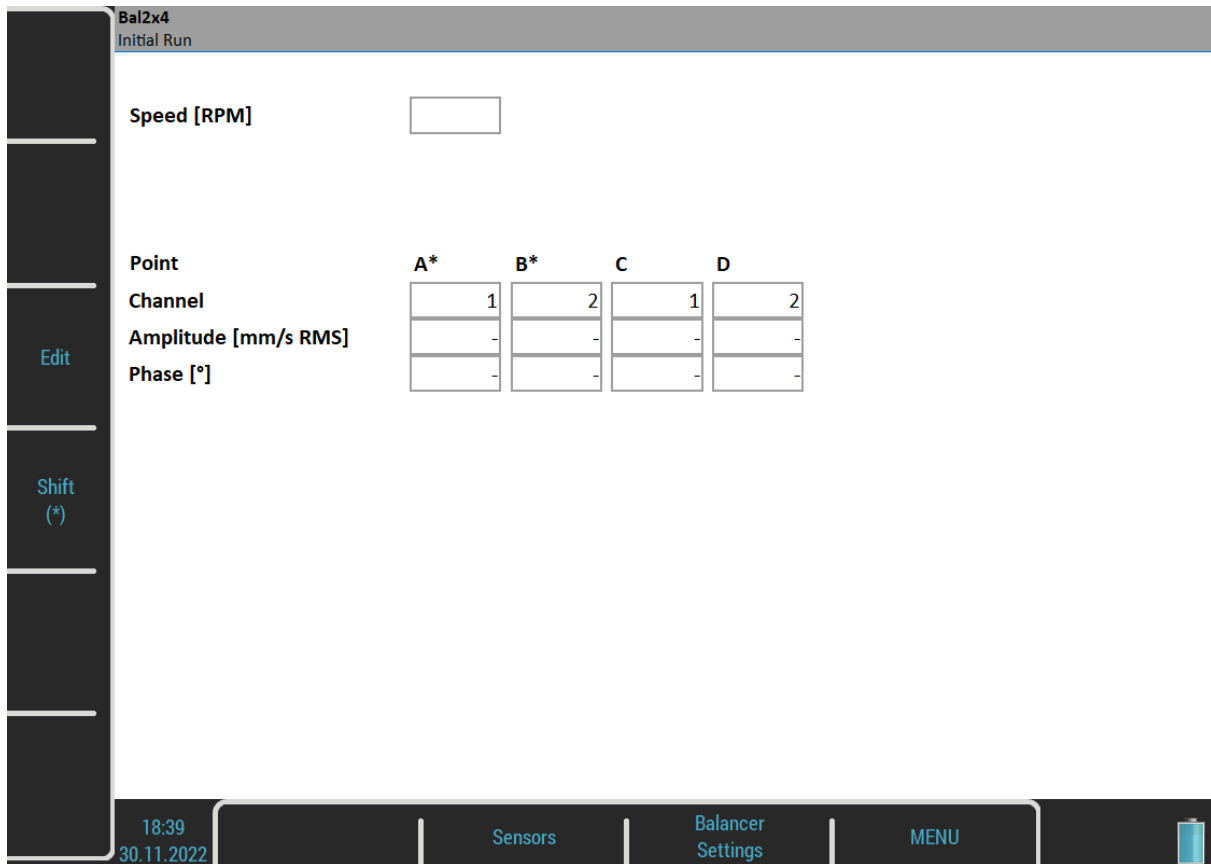 Bal2x4
Initial Run
Speed [RPM]
Point A* B* C D
Channel 1 2 1 2
Amplitude [mm/s RMS] - - - -
Phase [°] - - - -
Edit
Shift
(*)
18:39
30.11.2022
Sensors
Balancer
Settings
MENU